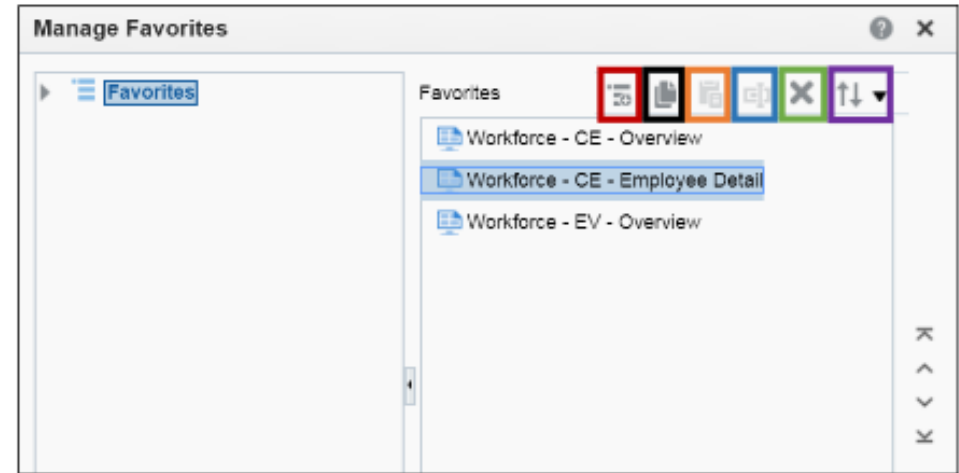 Manage Favorites
Favorites
Favorites
Workforce - CE - Overview
Workforce - CE - Employee Detail
Workforce - EV - Overview